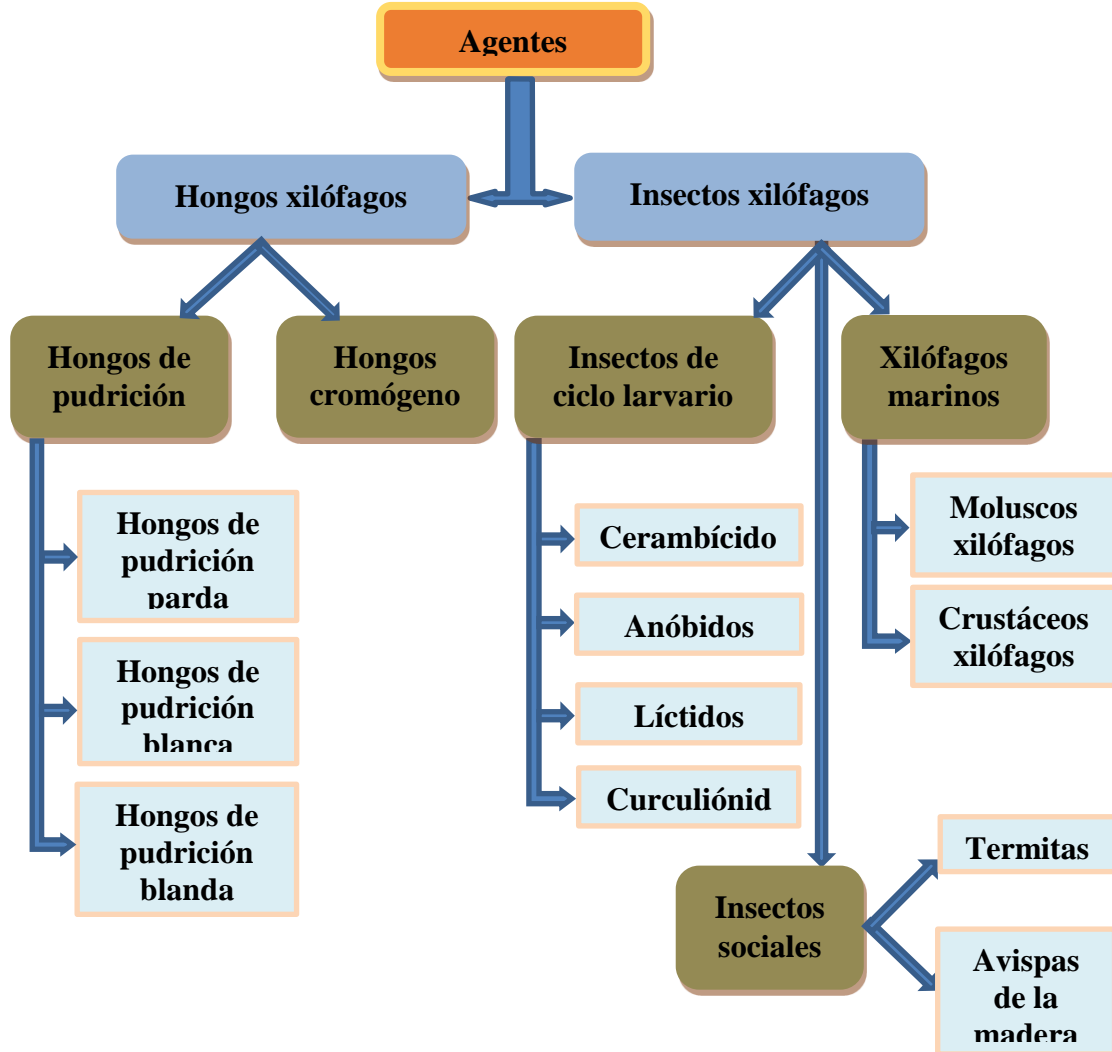 Agentes
Hongos xilófagos
Insectos xilófagos
Hongos de
pudrición
Hongos
cromógeno
Insectos de
ciclo larvario
Xilófagos
marinos
Hongos de
pudrición
parda
Hongos de
pudrición
blanca
Hongos de
pudrición
blanda
Cerambícido
Anóbidos
Líctidos
Curculiónid
Moluscos
xilófagos
Crustáceos
xilófagos
Insectos
sociales
Termitas
Avispas
de la
madera